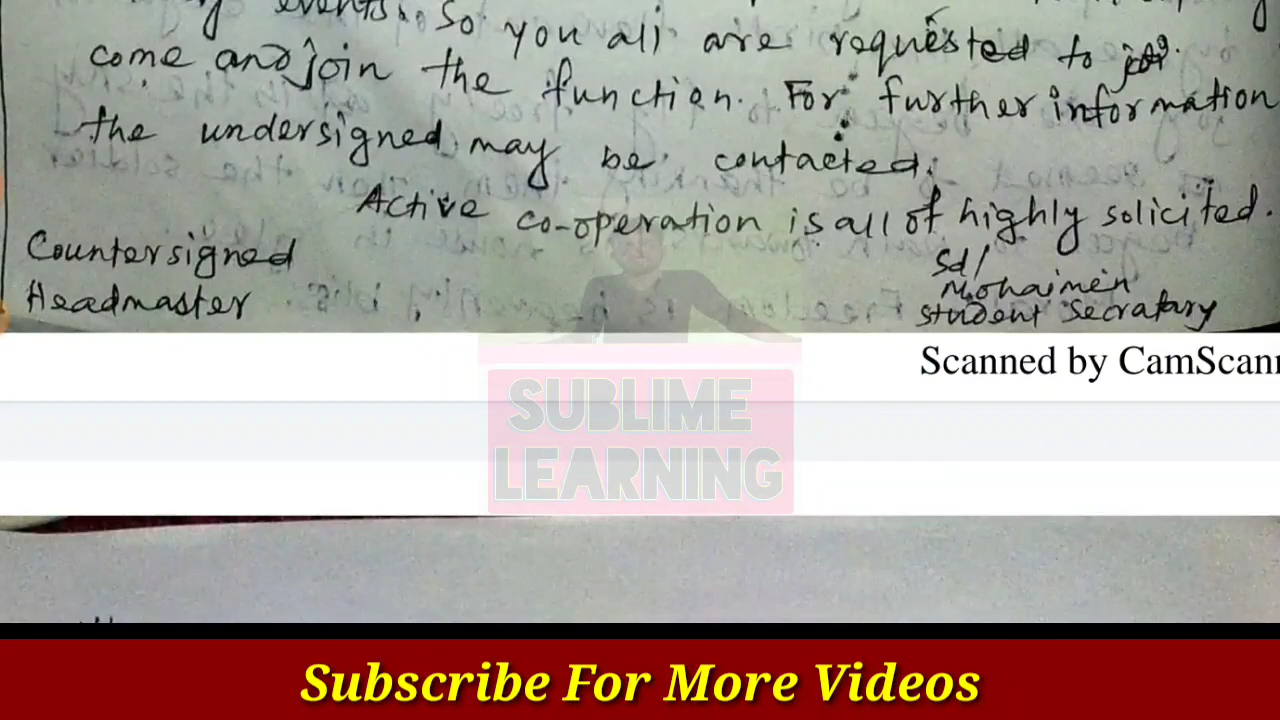 events. So you all are requested to
come and join the function. For further information
the undersigned may be contacted.
Active co-operation is all of highly solicited.
Countersigned
Headmaster
Sd/
Mohaimen
Student Secratary
Scanned by CamScann
SUBLIME
LEARNING
Subscribe For More Videos